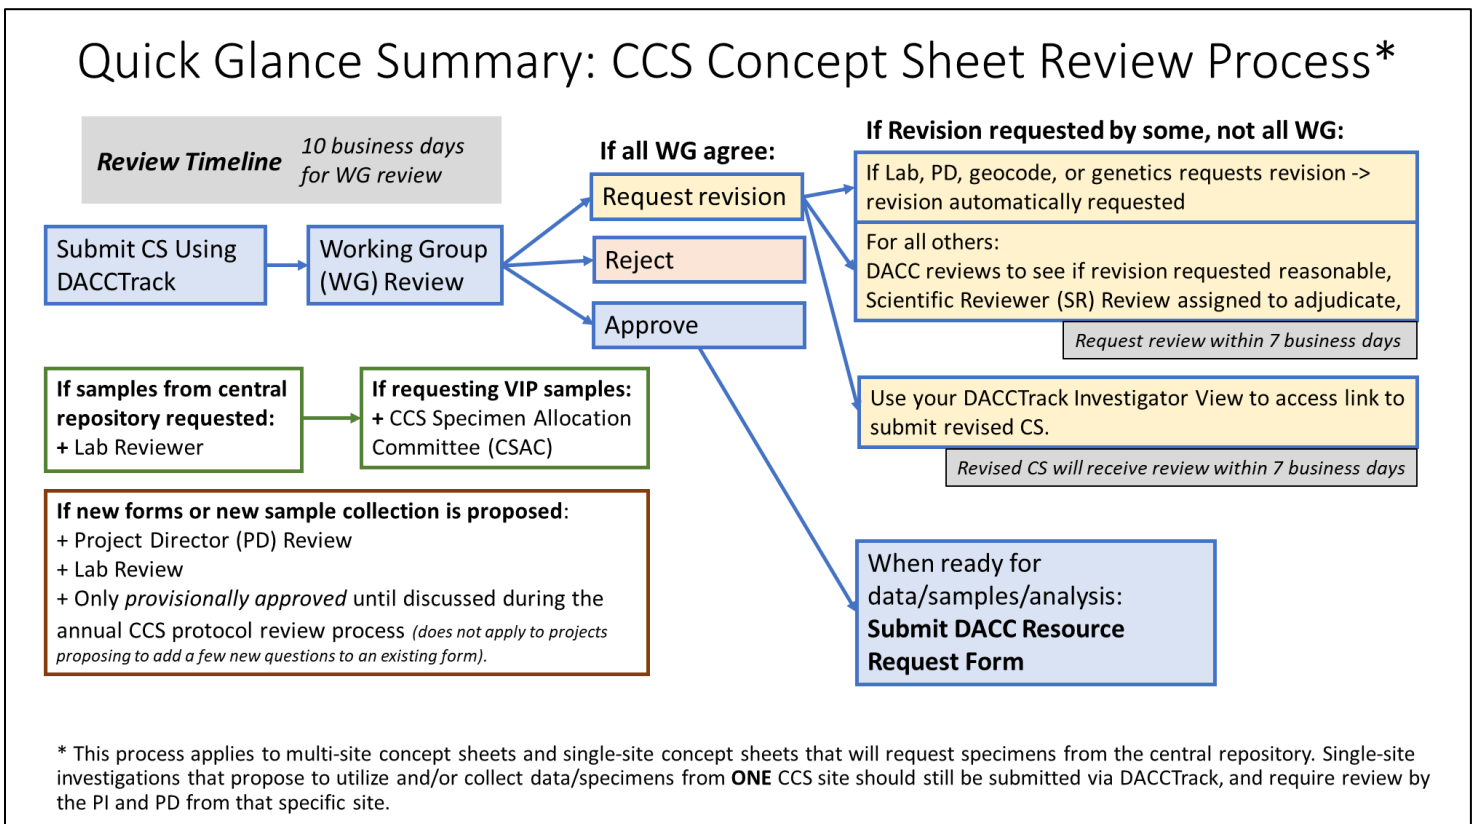 Quick Glance Summary: CCS Concept Sheet Review Process*
Review Timeline
10 business days
for WG review
Submit CS Using
DACCTrack
Working Group
(WG) Review
If all WG agree:
Request revision
Reject
Approve
If Revision requested by some, not all WG:
If Lab, PD, geocode, or genetics requests revision ->
revision automatically requested
For all others:
DACC reviews to see if revision requested reasonable,
Scientific Reviewer (SR) Review assigned to adjudicate,
Request review within 7 business days
Use your DACCTrack Investigator View to access link to
submit revised CS.
Revised CS will receive review within 7 business days
If samples from central
repository requested:
+ Lab Reviewer
If requesting VIP samples:
+ CCS Specimen Allocation
Committee (CSAC)
If new forms or new sample collection is proposed:
+ Project Director (PD) Review
+ Lab Review
+ Only provisionally approved until discussed during the
annual CCS protocol review process (does not apply to projects
proposing to add a few new questions to an existing form).
When ready for
data/samples/analysis:
Submit DACC Resource
Request Form
* This process applies to multi-site concept sheets and single-site concept sheets that will request specimens from the central repository. Single-site
investigations that propose to utilize and/or collect data/specimens from ONE CCS site should still be submitted via DACCTrack, and require review by
the PI and PD from that specific site.